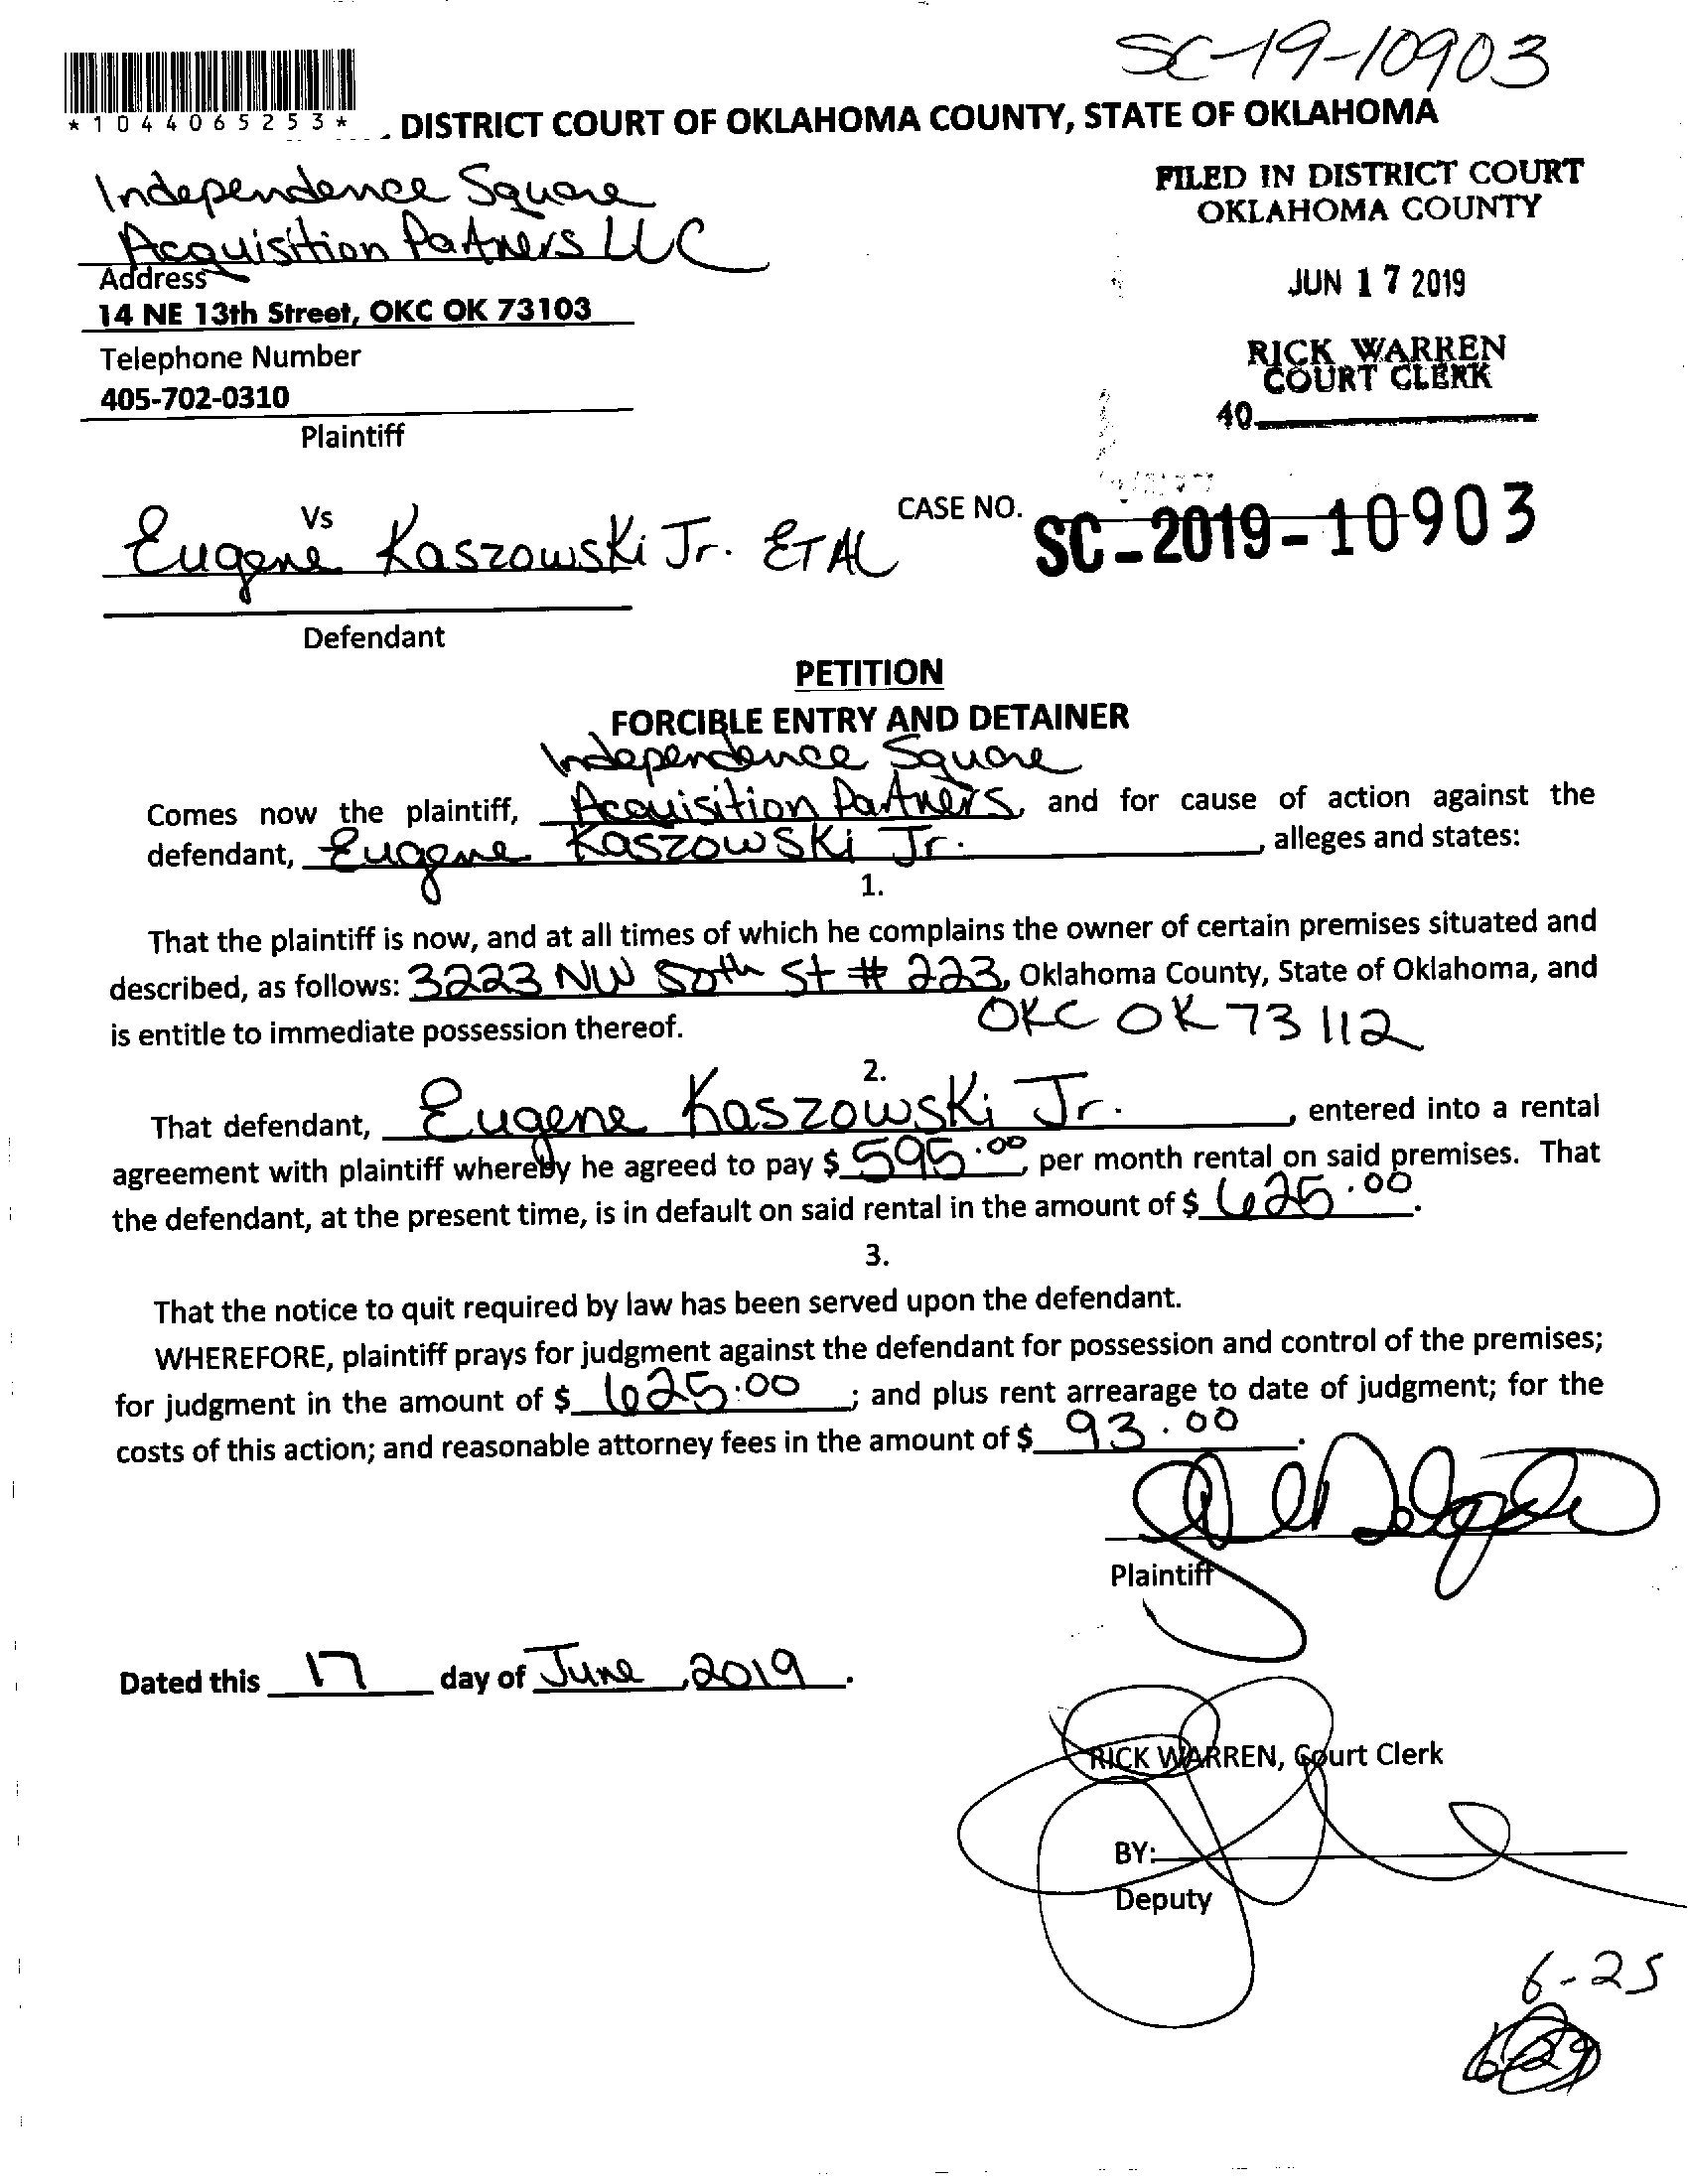 SC-19-10903
*1044065253*
DISTRICT COURT OF OKLAHOMA COUNTY, STATE OF OKLAHOMA
Independence Square
Acquisition Partners LLC
Address
14 NE 13th Street, OKC OK 73103
Telephone Number
405-702-0310
Plaintiff
FILED IN DISTRICT COURT
OKLAHOMA COUNTY
JUN 17 2019
RICK WARREN
COURT CLERK
40
Vs
Eugene Kaszowski Jr. ET AL
Defendant
CASE NO. SC-2019-10903
PETITION
FORCIBLE ENTRY AND DETAINER
Independence Square
Comes now the plaintiff, Acquisition Partners, and for cause of action against the
defendant, Eugene Kaszowski Jr., alleges and states:
1.
That the plaintiff is now, and at all times of which he complains the owner of certain premises situated and
described, as follows: 3223 NW 50th St # 223, Oklahoma County, State of Oklahoma, and
is entitle to immediate possession thereof. OKC OK 73112
2.
That defendant, Eugene Kaszowski Jr., entered into a rental
agreement with plaintiff whereby he agreed to pay $ 595.00 per month rental on said premises. That
the defendant, at the present time, is in default on said rental in the amount of $ 625.00.
3.
That the notice to quit required by law has been served upon the defendant.
WHEREFORE, plaintiff prays for judgment against the defendant for possession and control of the premises;
for judgment in the amount of $ 625.00; and plus rent arrearage to date of judgment; for the
costs of this action; and reasonable attorney fees in the amount of $ 93.00.
Plaintiff
Dated this 17 day of June, 2019.
RICK WARREN, Court Clerk
BY:
Deputy
6-25